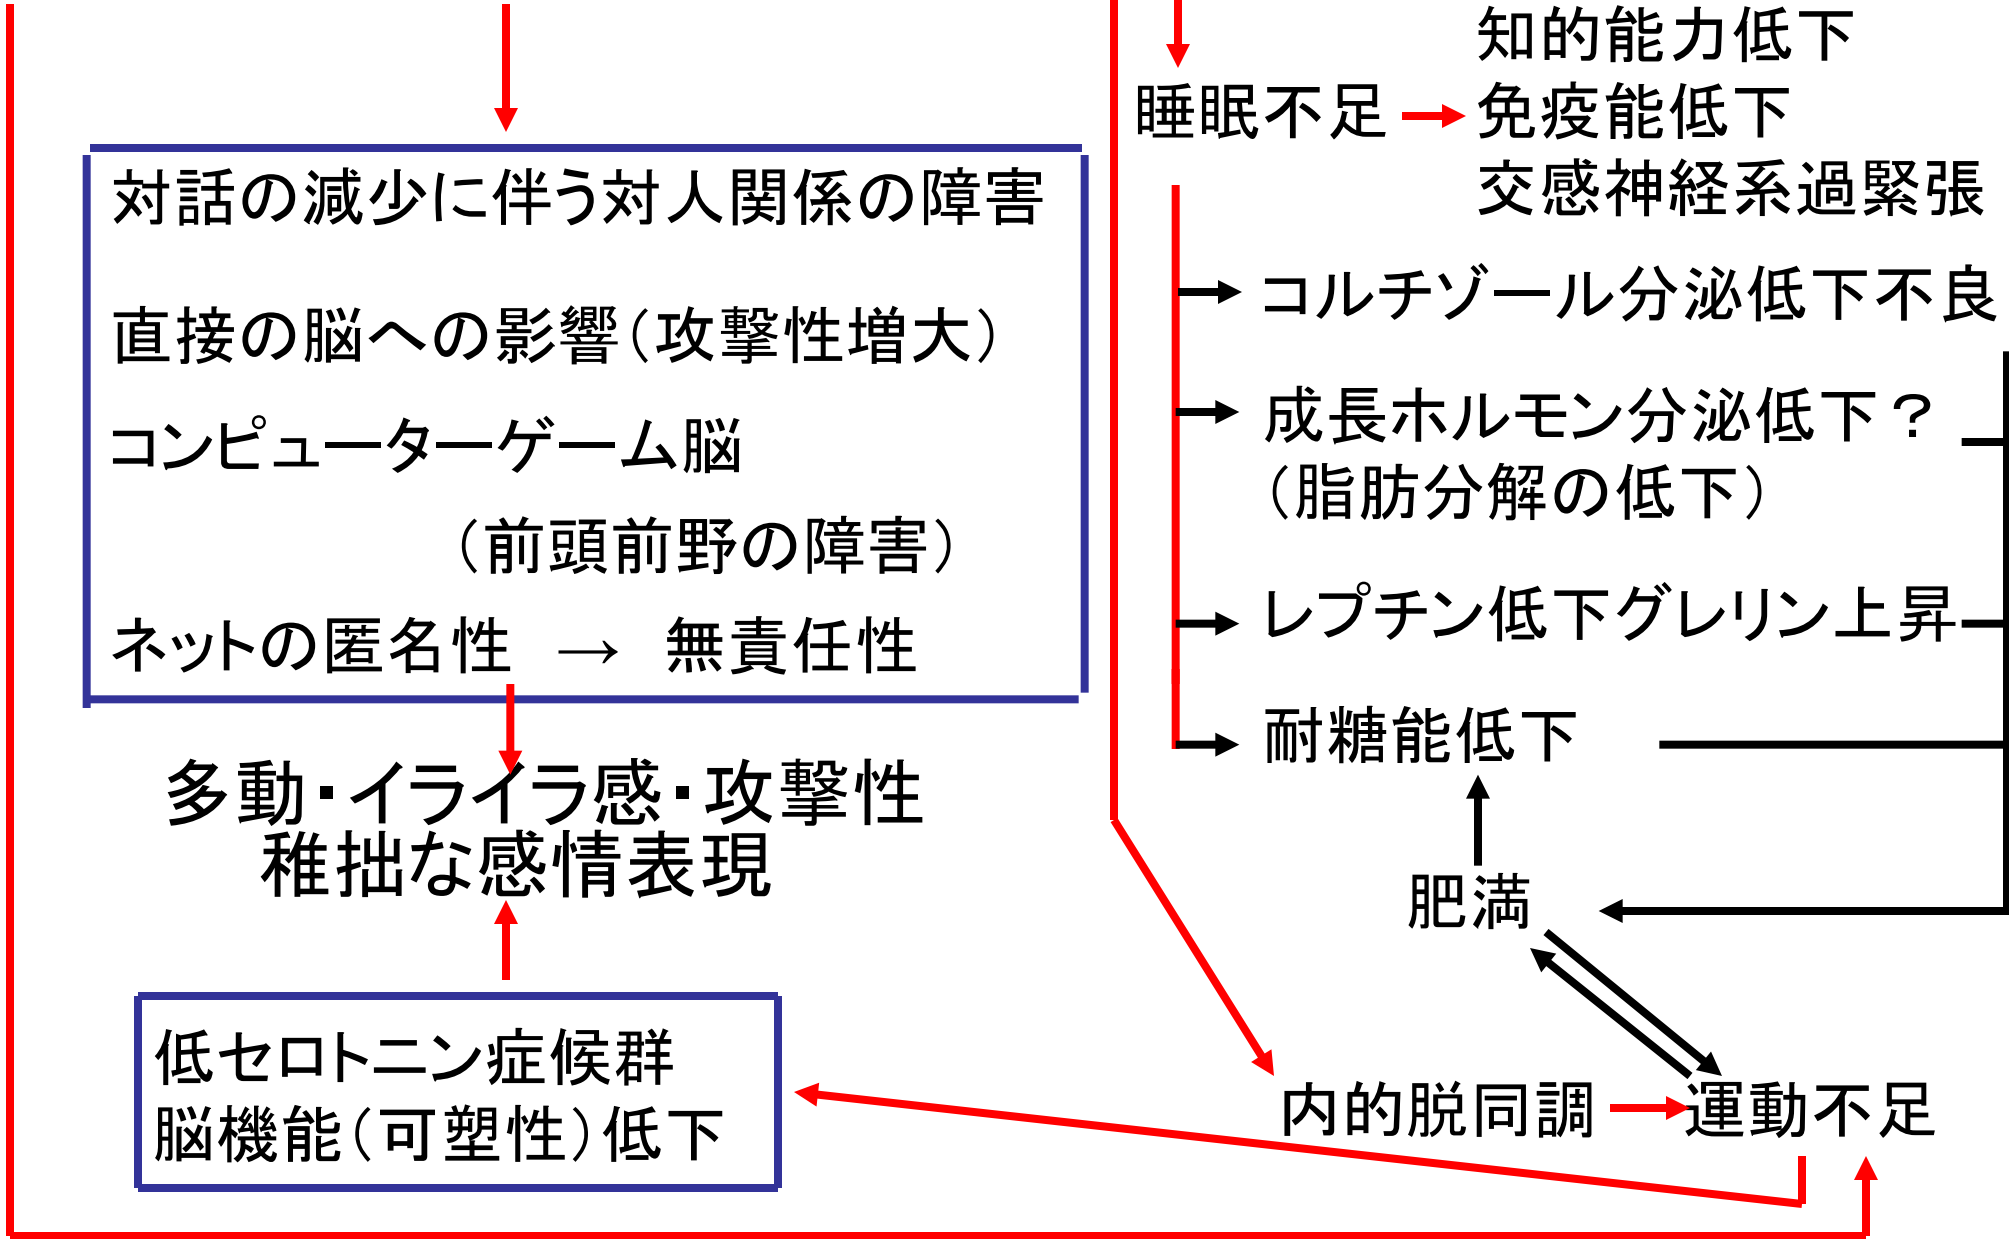 知的能力低下
睡眠不足
免疫能低下
交感神経系過緊張
対話の減少に伴う対人関係の障害
直接の脳への影響(攻撃性増大)
コンピューターゲーム脳
(前頭前野の障害)
ネットの匿名性 → 無責任性
多動・イライラ感・攻撃性
稚拙な感情表現
低セロトニン症候群
脳機能(可塑性)低下
コルチゾール分泌低下不良
成長ホルモン分泌低下?
(脂肪分解の低下)
レプチン低下グレリン上昇
耐糖能低下
肥満
内的脱同調
運動不足